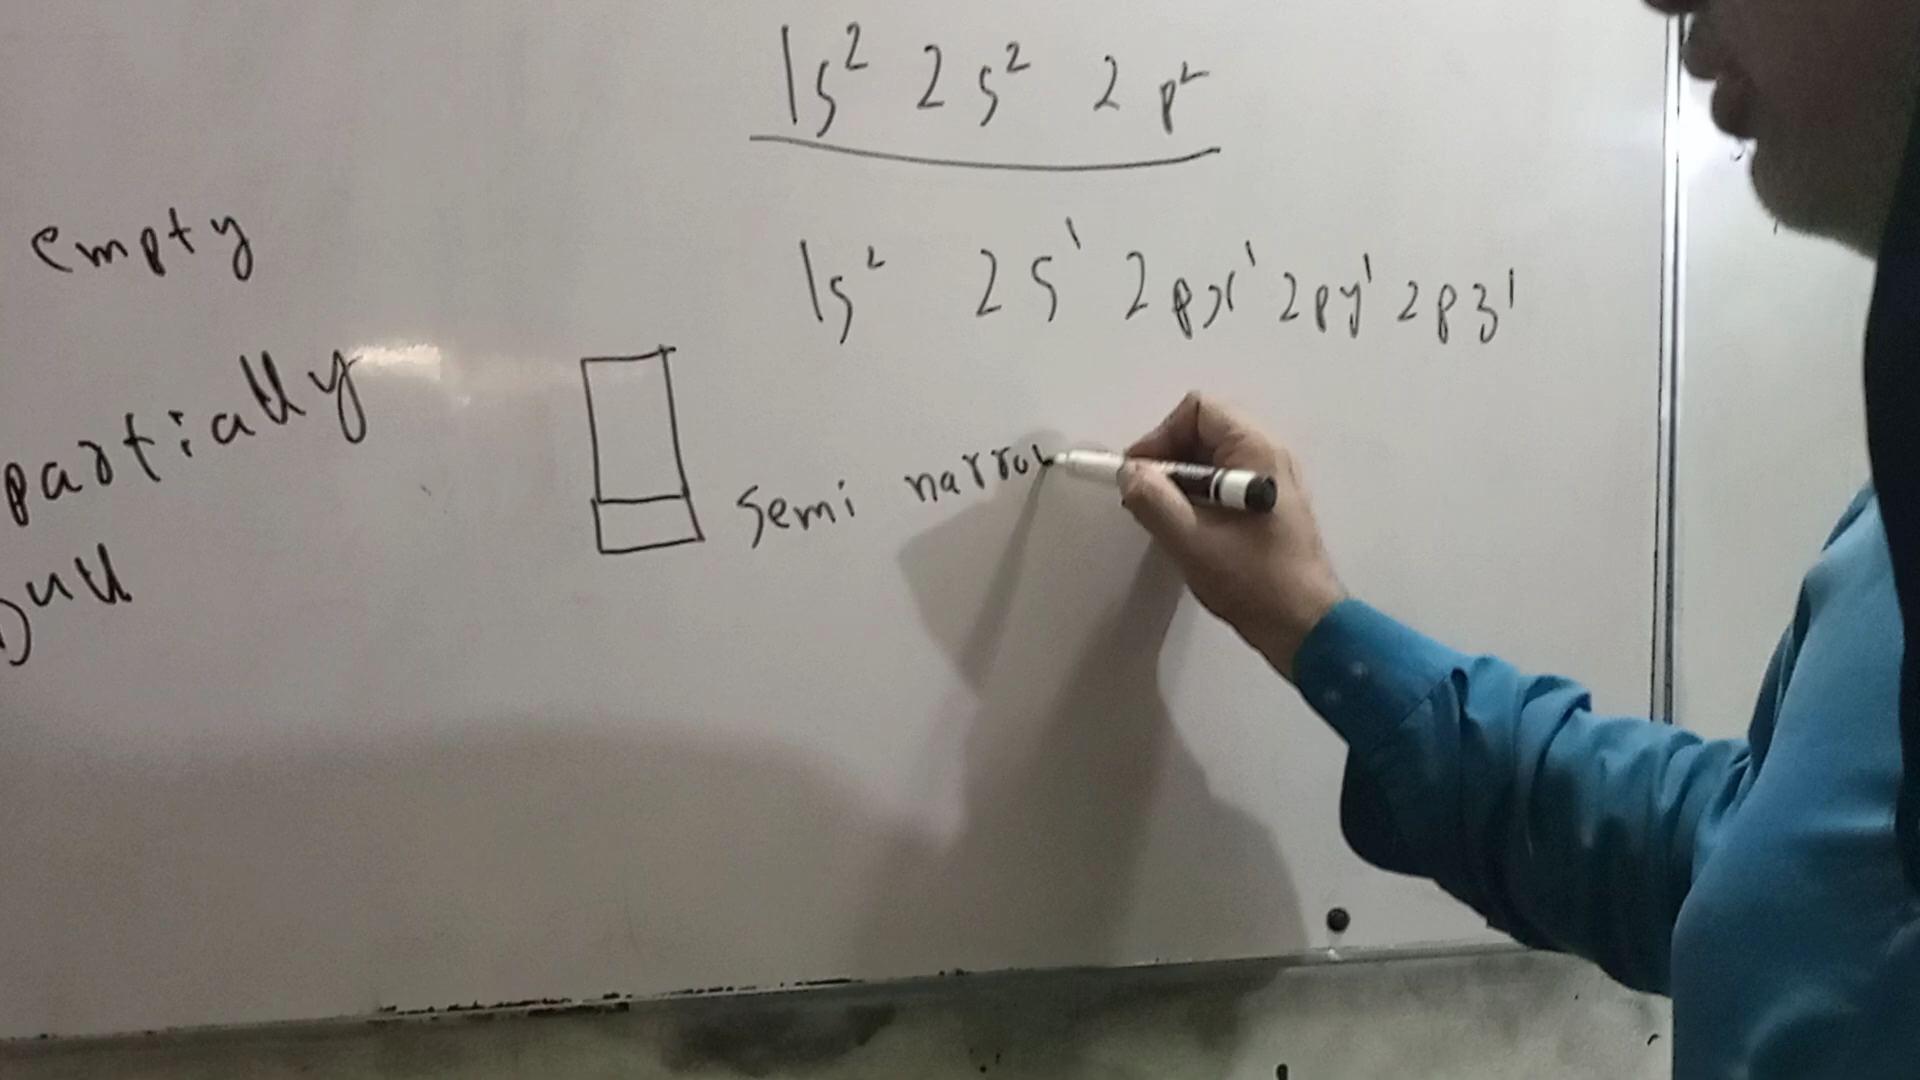 1s² 2s² 2p²
empty
1s² 2s¹ 2px¹ 2py¹ 2pz¹
partially
semi narrow